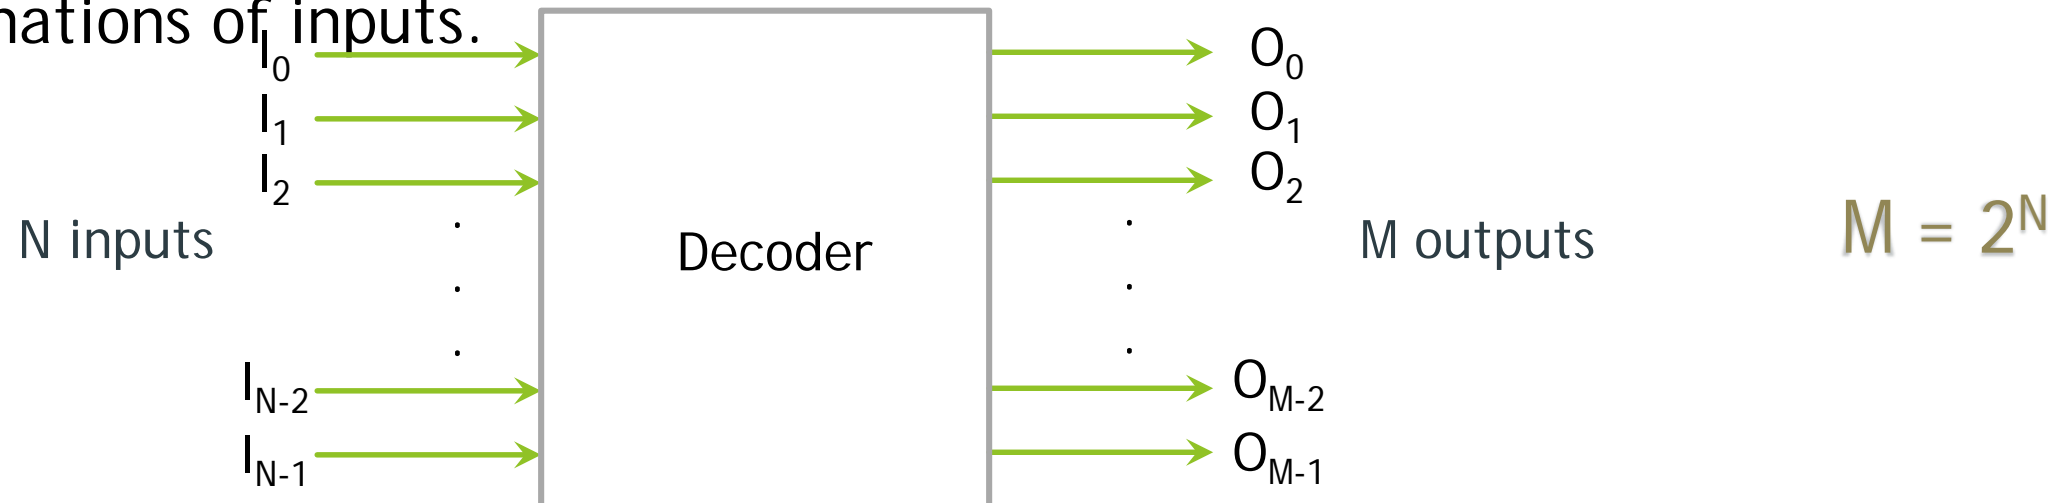 nations of inputs.
I0 O0
I1 O1
I2 O2
N inputs Decoder M outputs M = 2^N
. .
. .
. .
IN-2 OM-2
IN-1 OM-1